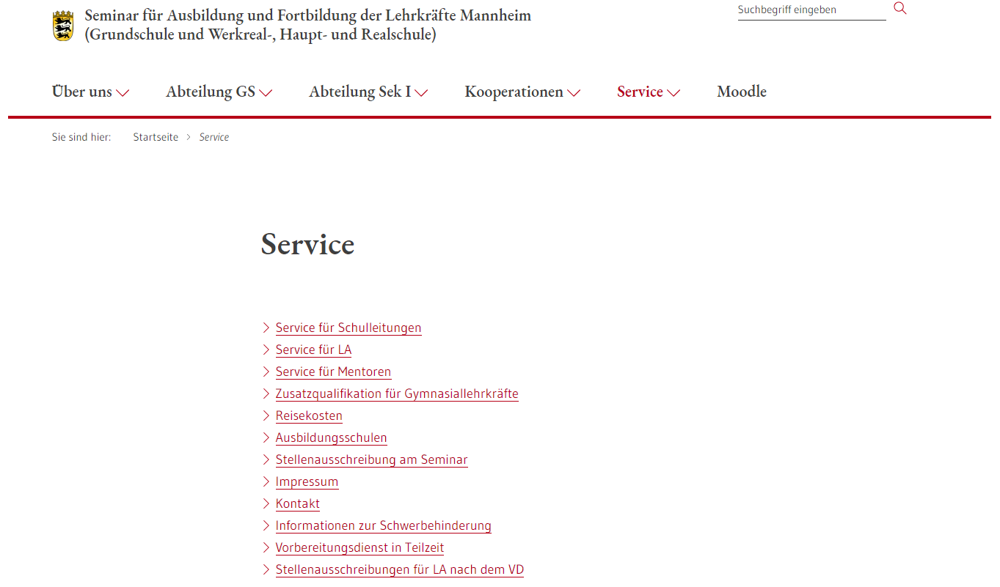 Seminar für Ausbildung und Fortbildung der Lehrkräfte Mannheim
(Grundschule und Werkreal-, Haupt- und Realschule)
Suchbegriff eingeben
Über uns Abteilung GS Abteilung Sek I Kooperationen Service Moodle
Sie sind hier: Startseite Service
Service
Service für Schulleitungen
Service für LA
Service für Mentoren
Zusatzqualifikation für Gymnasiallehrkräfte
Reisekosten
Ausbildungsschulen
Stellenausschreibung am Seminar
Impressum
Kontakt
Informationen zur Schwerbehinderung
Vorbereitungsdienst in Teilzeit
Stellenausschreibungen für LA nach dem VD